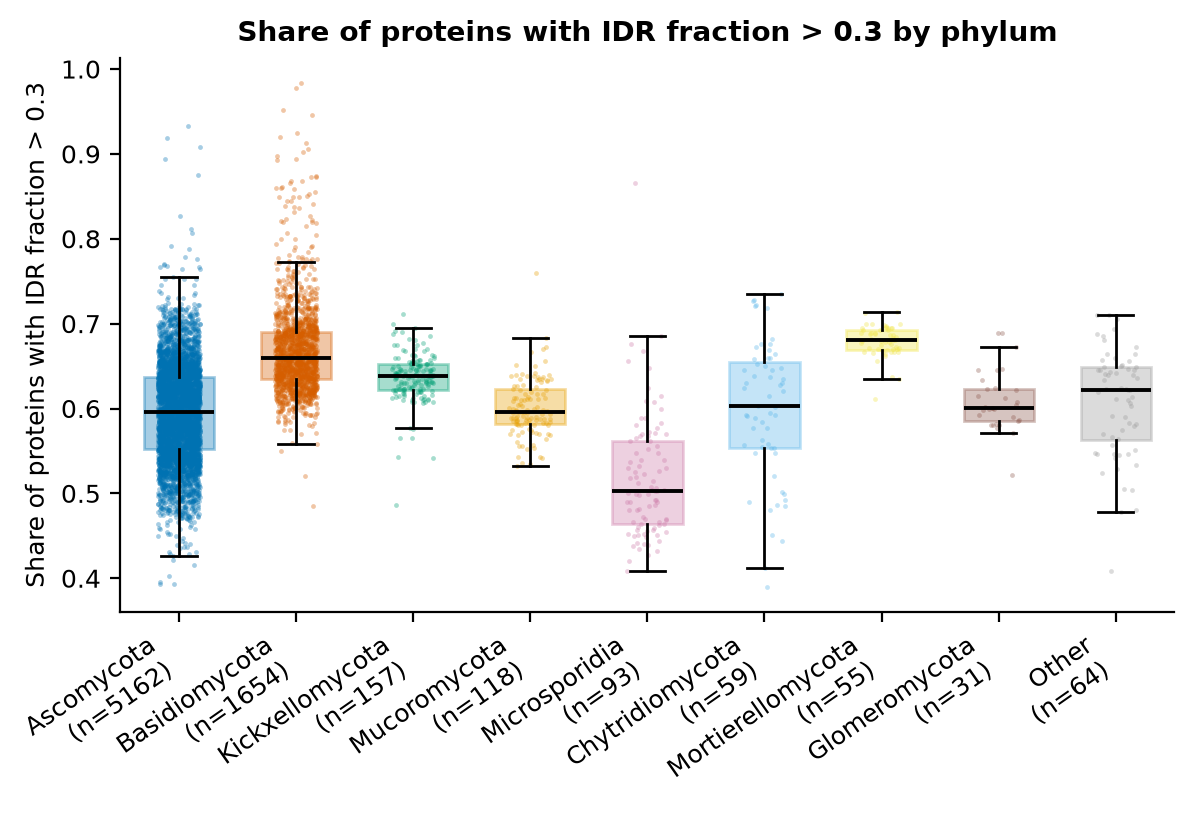 Share of proteins with IDR fraction > 0.3 by phylum
Share of proteins with IDR fraction > 0.3
1.0
0.9
0.8
0.7
0.6
0.5
0.4
Ascomycota
(n=5162)
Basidiomycota
(n=1654)
Kickxellomycota
(n=157)
Mucoromycota
(n=118)
Microsporidia
(n=93)
Chytridiomycota
(n=59)
Mortierellomycota
(n=55)
Glomeromycota
(n=31)
Other
(n=64)